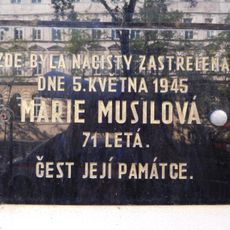 ZDE BYLA NACISTY ZASTŘELENA
DNE 5.KVĚTNA 1945
MARIE MUSILOVÁ
71 LETÁ.
ČEST JEJÍ PAMÁTCE.